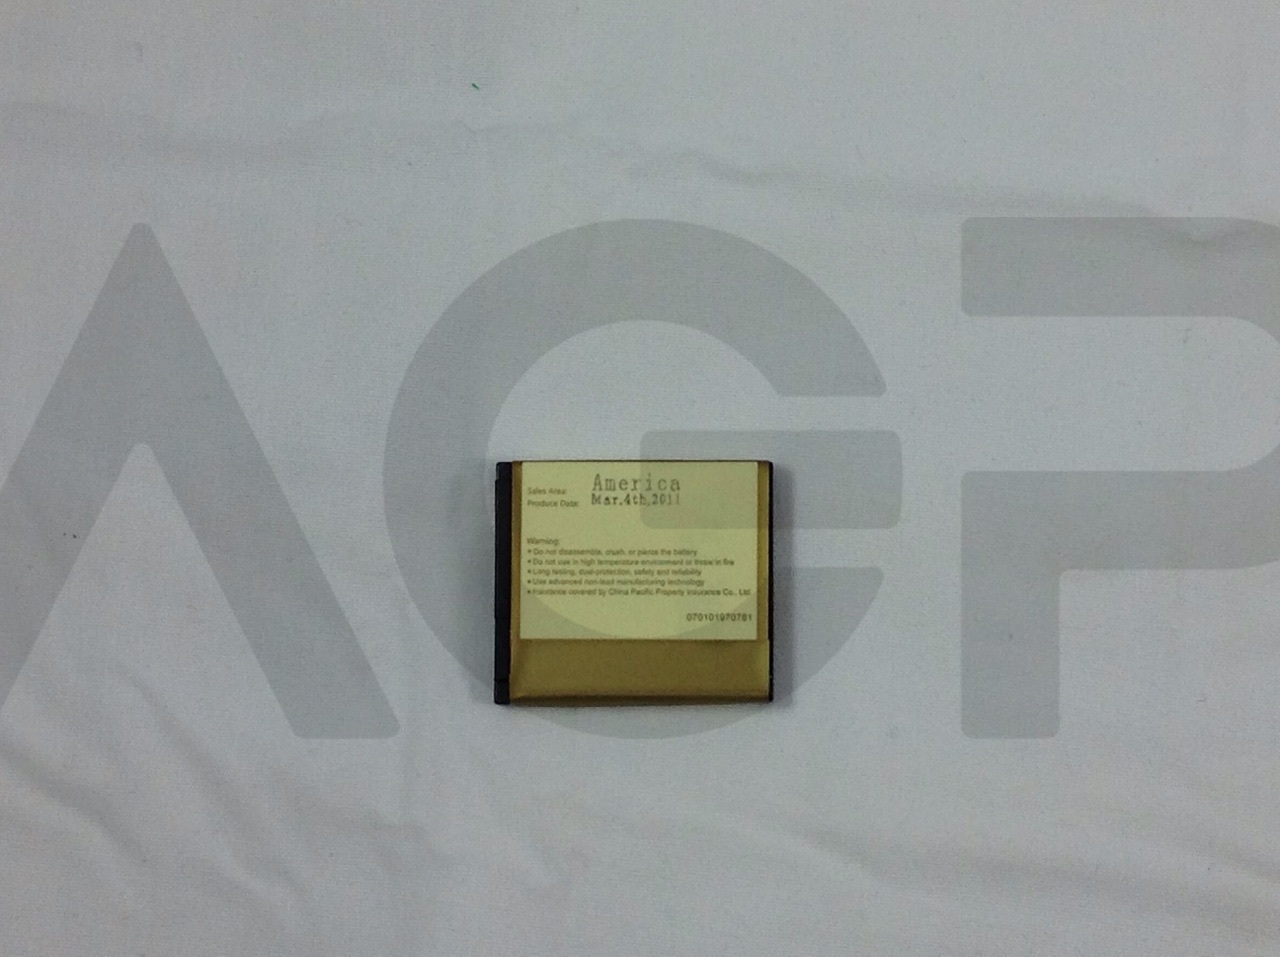 AGP
Sales Area: America
Produce Date: Mar.4th,2011
Warning:
• Do not disassemble, crush, or pierce the battery
• Do not use in high temperature environment or throw in fire
• Long lasting, dual-protection, safety and reliability
• Use advanced non-lead manufacturing technology
• Insurance covered by China Pacific Property Insurance Co., Ltd
070101970781